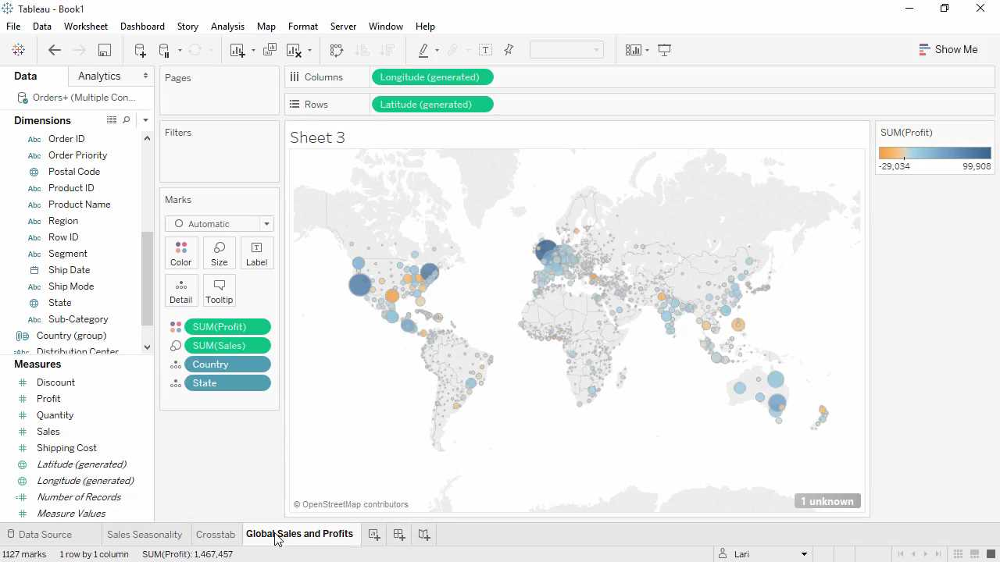 Tableau - Book1
File Data Worksheet Dashboard Story Analysis Map Format Server Window Help
Show Me
Data Analytics
Orders+ (Multiple Con...
Dimensions
Abc Order ID
Abc Order Priority
Postal Code
Abc Product ID
Abc Product Name
Abc Region
Abc Row ID
Abc Segment
Ship Date
Abc Ship Mode
State
Abc Sub-Category
Country (group)
=Abc Distribution Center
Measures
# Discount
# Profit
# Quantity
# Sales
# Shipping Cost
Latitude (generated)
Longitude (generated)
=# Number of Records
# Measure Values
Pages
Filters
Marks
Automatic
Color Size Label
Detail Tooltip
SUM(Profit)
SUM(Sales)
Country
State
Columns Longitude (generated)
Rows Latitude (generated)
Sheet 3
© OpenStreetMap contributors
1 unknown
SUM(Profit)
-29,034 99,908
Data Source Sales Seasonality Crosstab Global Sales and Profits
1127 marks 1 row by 1 column SUM(Profit): 1,467,457
Lari